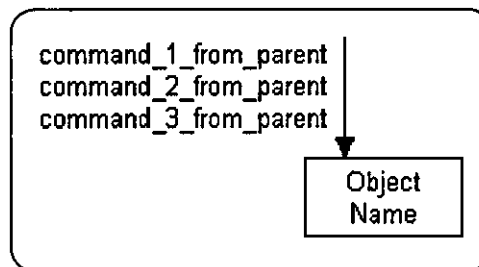 command_1_from_parent
command_2_from_parent
command_3_from_parent
Object
Name